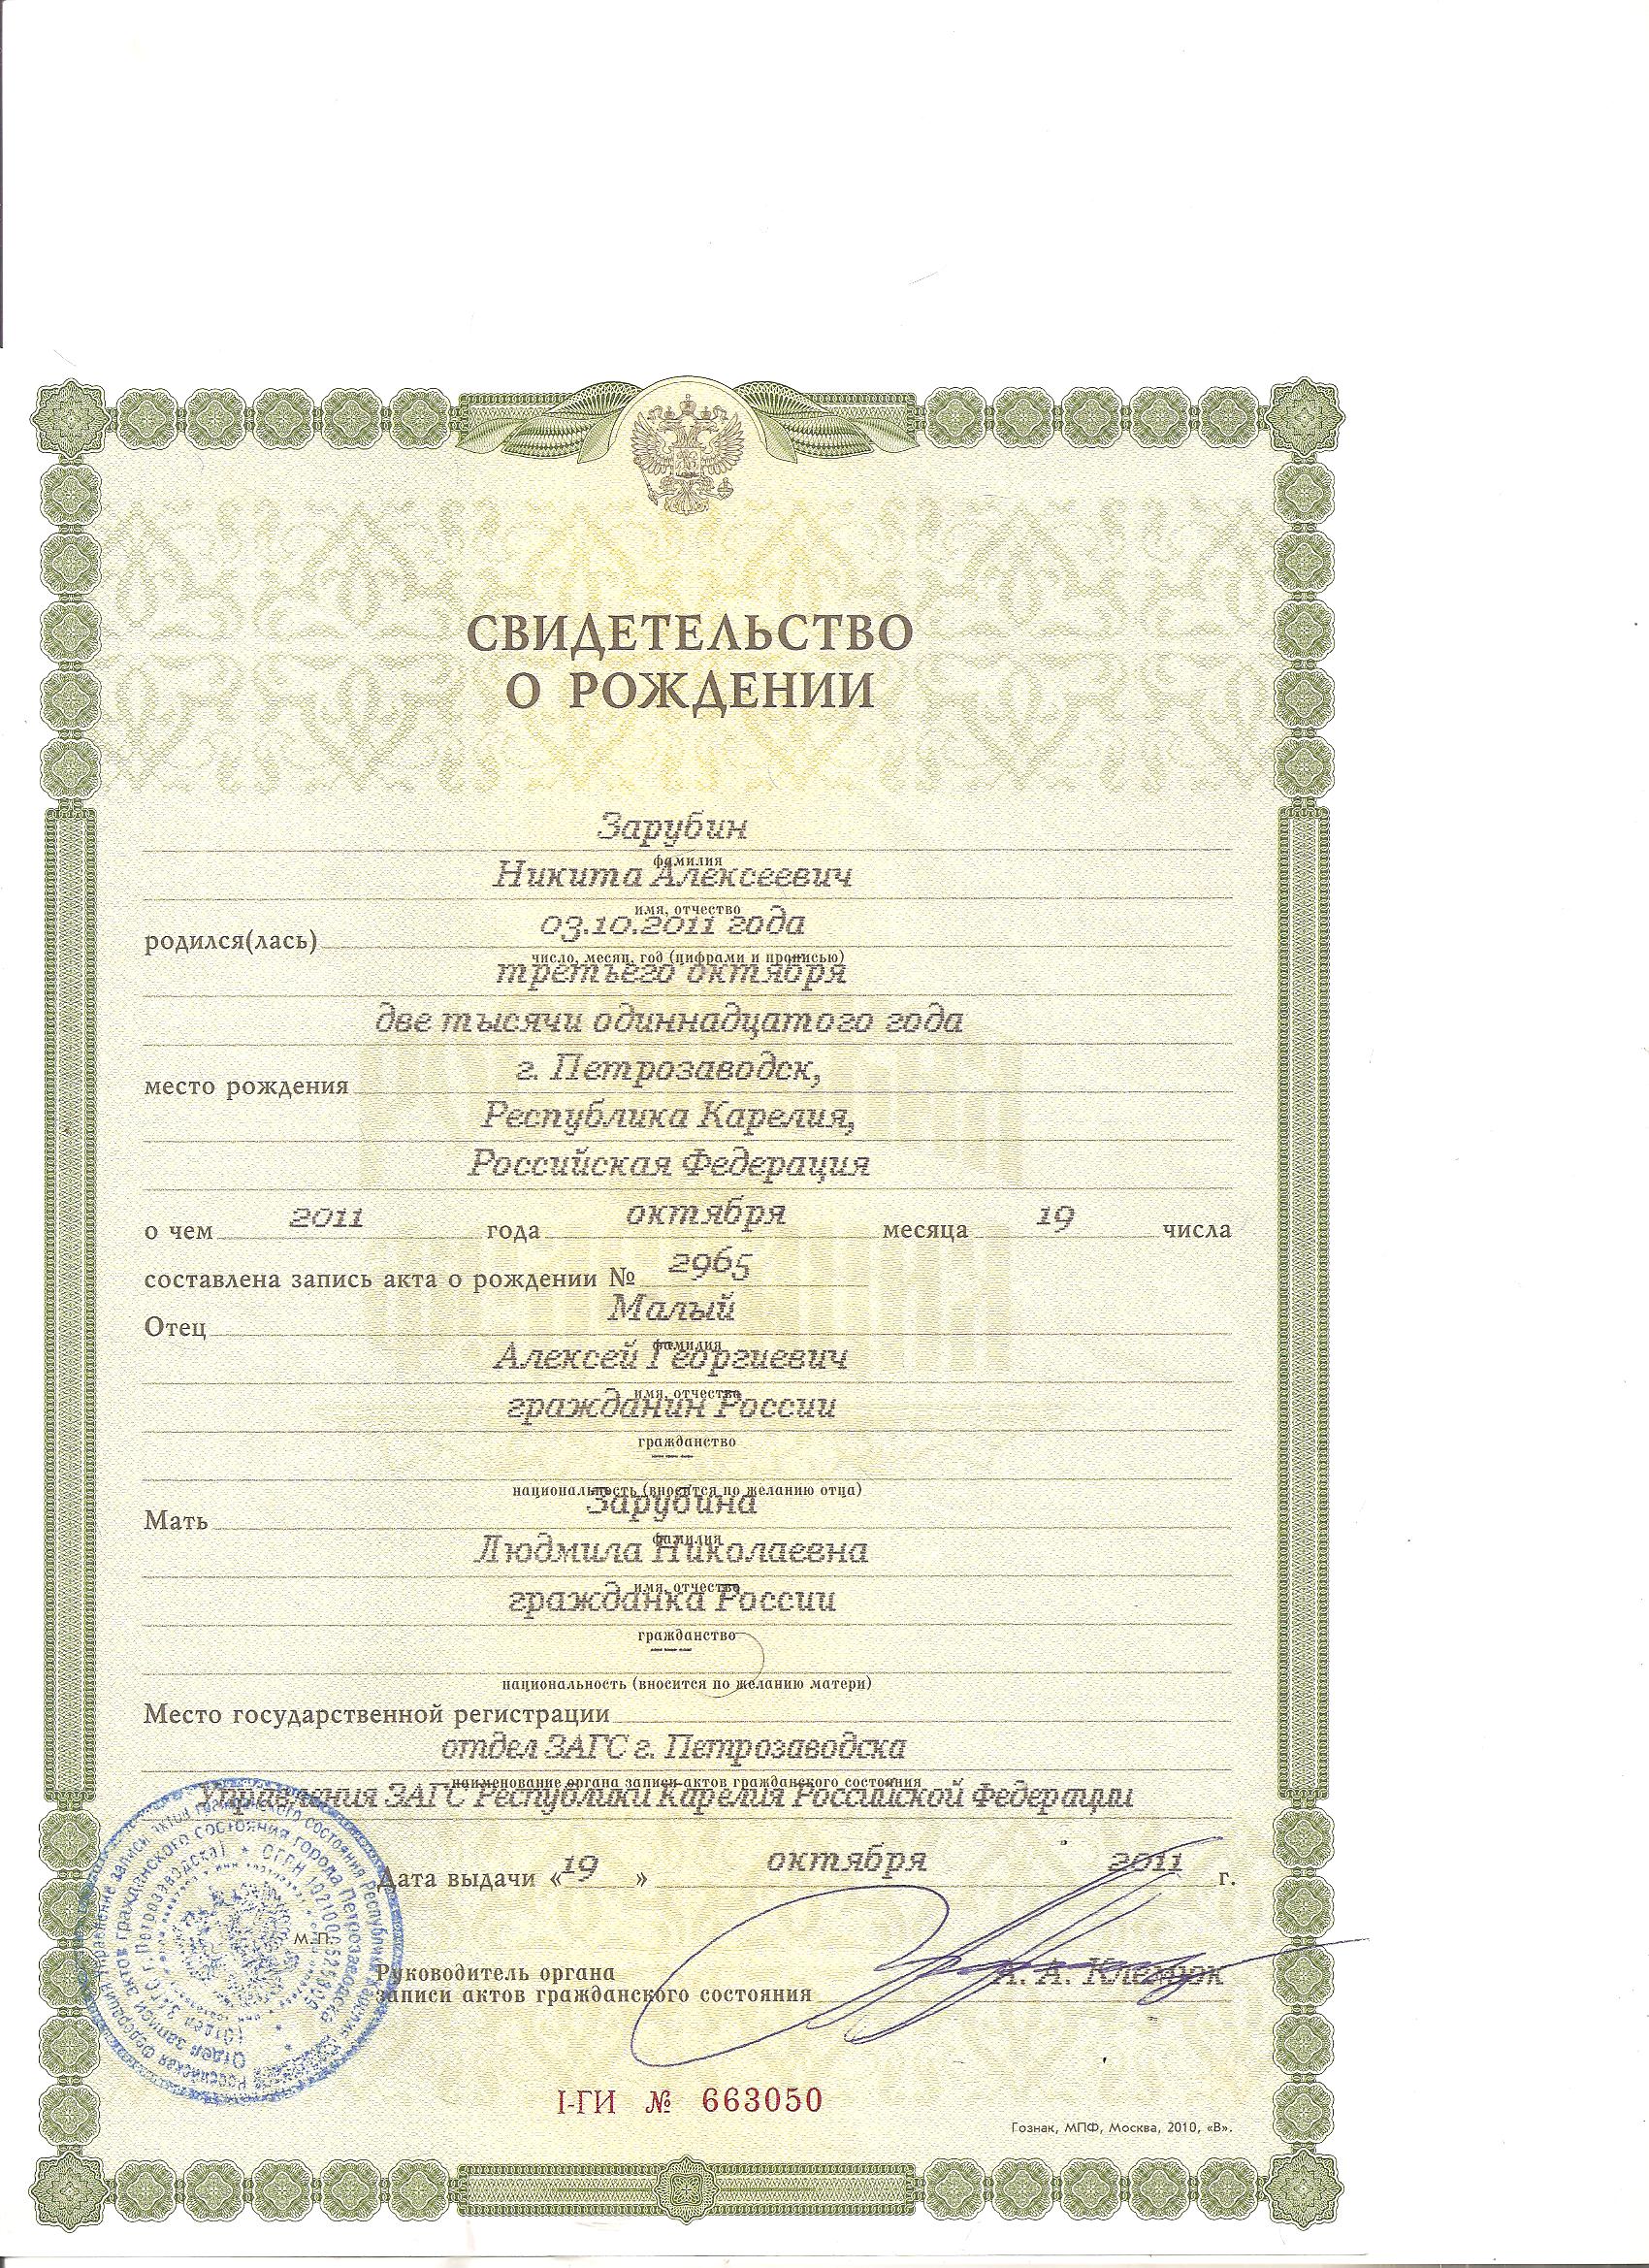 СВИДЕТЕЛЬСТВО
О РОЖДЕНИИ
Зарубин
фамилия
Никита Алексеевич
имя, отчество
родился(лась) 03.10.2011 года
число, месяц, год (цифрами и прописью)
третьего октября
две тысячи одиннадцатого года
место рождения г. Петрозаводск,
Республика Карелия,
Российская Федерация
о чем 2011 года октября месяца 19 числа
составлена запись акта о рождении № 2965
Отец Малый
фамилия
Алексей Георгиевич
имя, отчество
гражданин России
гражданство
---
национальность (вносится по желанию отца)
Мать Зарубина
фамилия
Людмила Николаевна
имя, отчество
гражданка России
гражданство
---
национальность (вносится по желанию матери)
Место государственной регистрации
отдел ЗАГС г. Петрозаводска
наименование органа записи актов гражданского состояния
Управления ЗАГС Республики Карелия Российской Федерации
Дата выдачи «19» октября 2011 г.
М.П.
Руководитель органа
записи актов гражданского состояния А. А.
I-ГИ № 663050
Гознак, МПФ, Москва, 2010, «В».